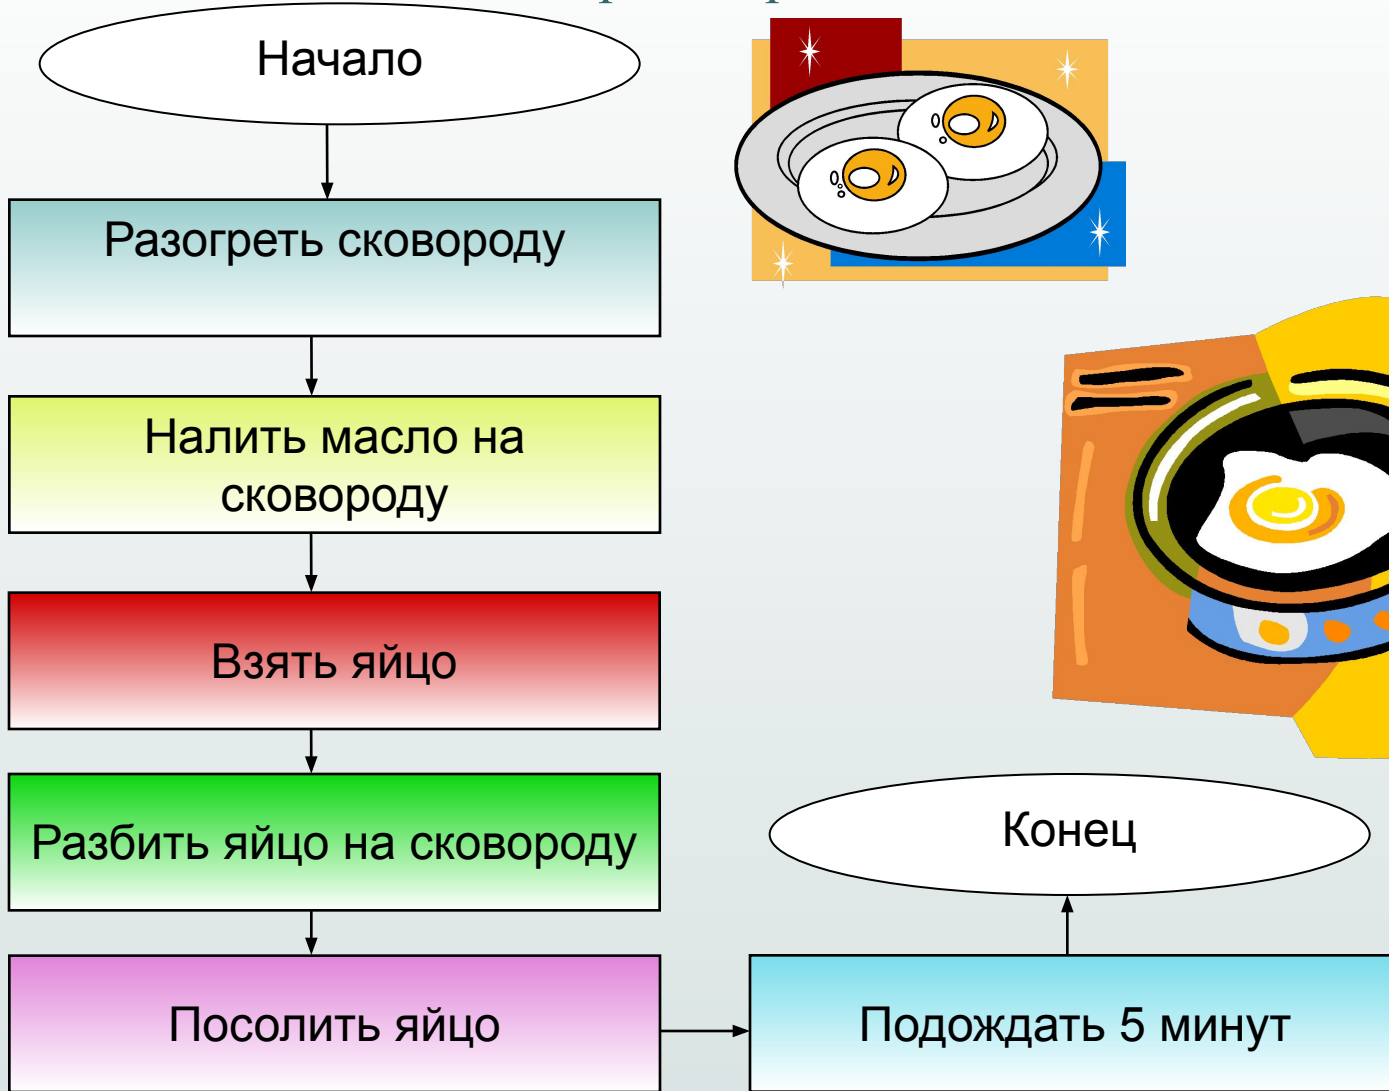 Начало
Разогреть сковороду
Налить масло на
сковороду
Взять яйцо
Разбить яйцо на сковороду
Посолить яйцо
Подождать 5 минут
Конец